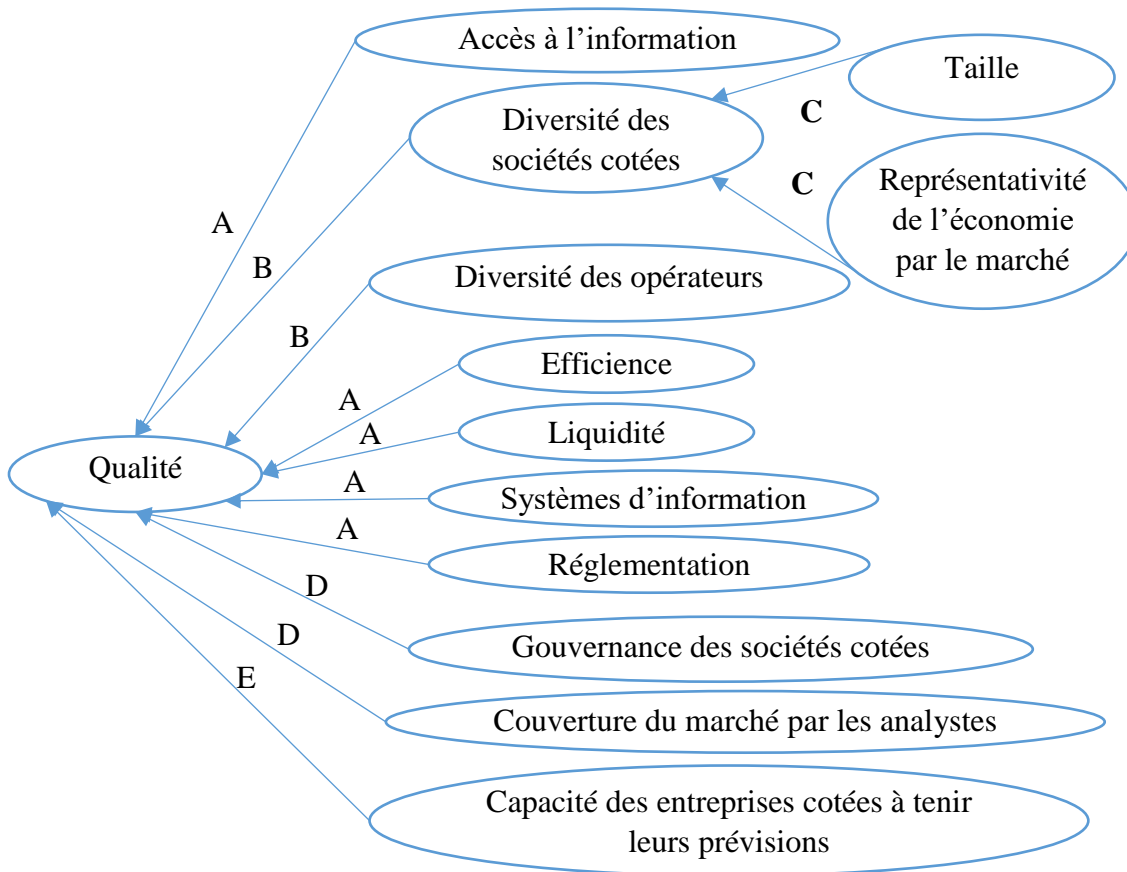 Accès à l’information
Taille
C
Diversité des
sociétés cotées
C
Représentativité
de l’économie
par le marché
A
B
Diversité des opérateurs
B
Efficience
A
A
Liquidité
Qualité
A
Systèmes d’information
A
Réglementation
D
Gouvernance des sociétés cotées
D
E
Couverture du marché par les analystes
Capacité des entreprises cotées à tenir
leurs prévisions